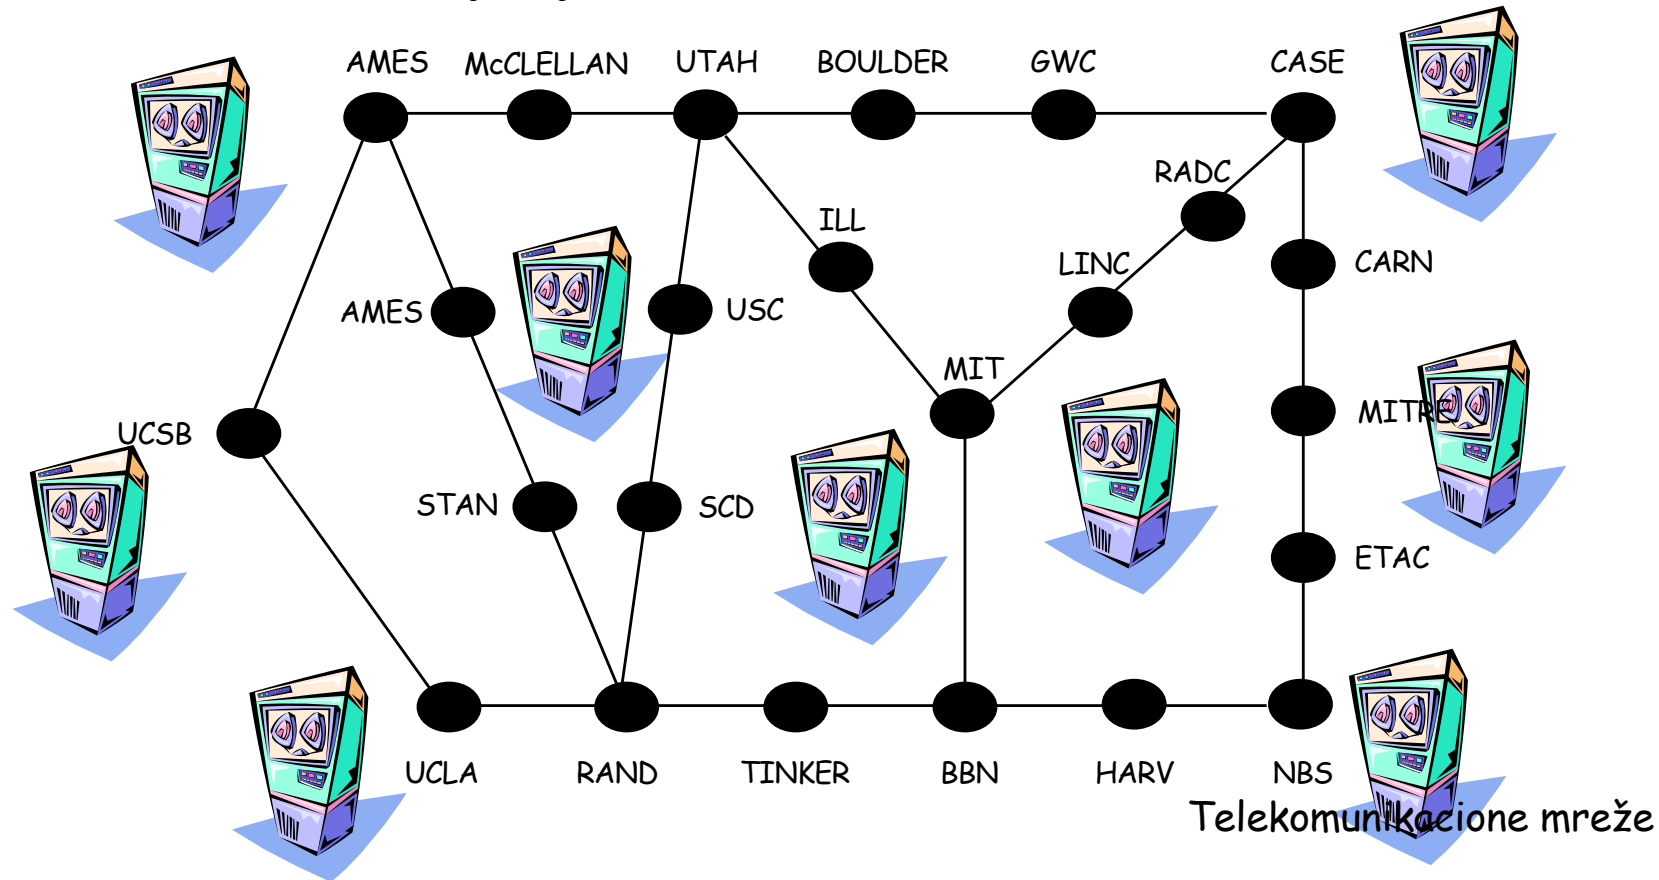 AMES McCLELLAN UTAH BOULDER GWC CASE
RADC
ILL
LINC
CARN
AMES
USC
MIT
MITRE
UCSB
STAN
SCD
ETAC
UCLA RAND TINKER BBN HARV NBS
Telekomunikacione mreže